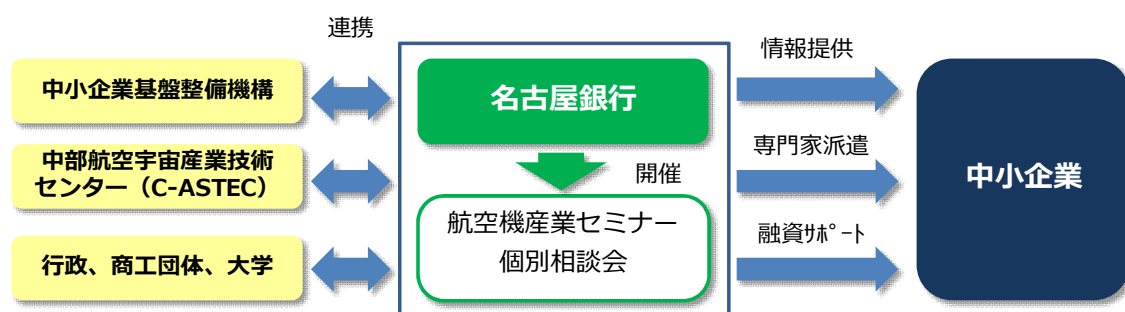 連携
中小企業基盤整備機構
中部航空宇宙産業技術
センター（C-ASTEC）
行政、商工団体、大学
名古屋銀行
開催
航空機産業セミナー
個別相談会
情報提供
専門家派遣
融資ｻﾎﾟｰﾄ
中小企業